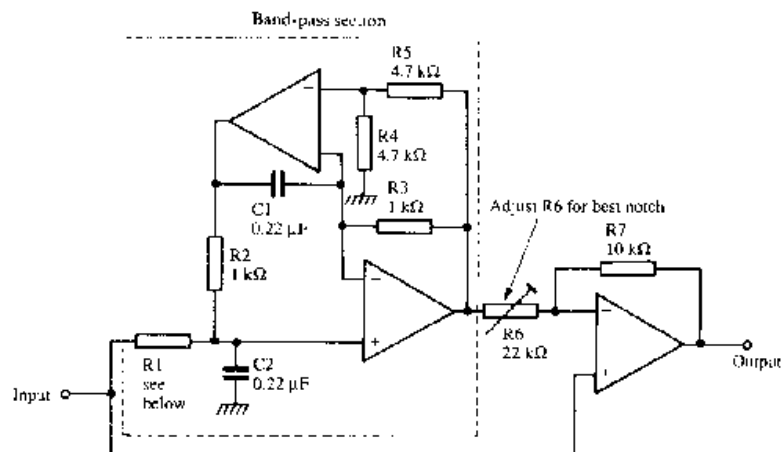 Band-pass section
R5
4.7 kΩ
R4
4.7 kΩ
R3
1 kΩ
C1
0.22 µF
R2
1 kΩ
Adjust R6 for best notch
R7
10 kΩ
R6
22 kΩ
R1
see
below
C2
0.22 µF
Input
Output
−
−
+
−
+